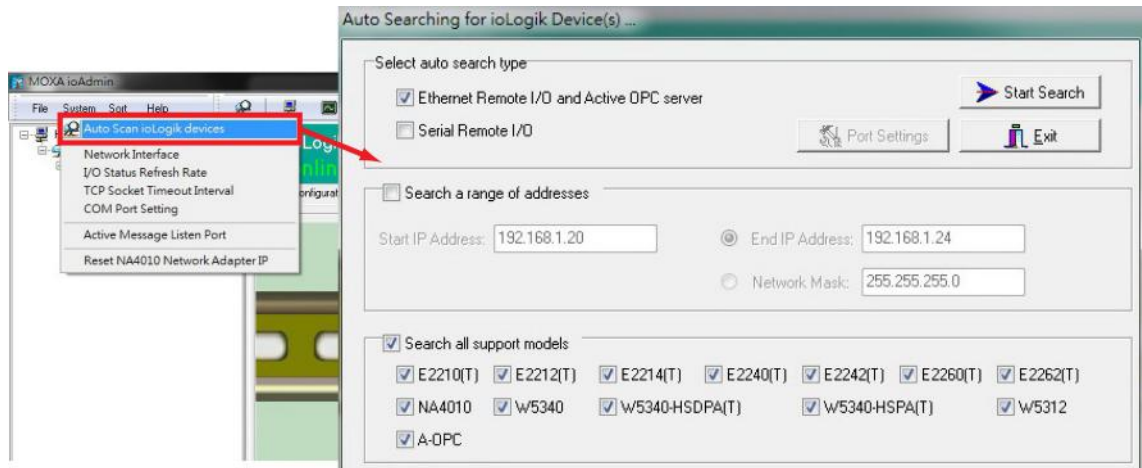 Auto Searching for ioLogik Device(s) ...
Select auto search type
Ethernet Remote I/O and Active OPC server
Start Search
Serial Remote I/O
Port Settings
Exit
Search a range of addresses
Start IP Address: 192.168.1.20
End IP Address: 192.168.1.24
Network Mask: 255.255.255.0
Search all support models
E2210(T) E2212(T) E2214(T) E2240(T) E2242(T) E2260(T) E2262(T)
NA4010 W5340 W5340-HSDPA(T) W5340-HSPA(T) W5312
A-OPC
MOXA ioAdmin
File System Sort Help
Auto Scan ioLogik devices
Network Interface
I/O Status Refresh Rate
TCP Socket Timeout Interval
COM Port Setting
Active Message Listen Port
Reset NA4010 Network Adapter IP